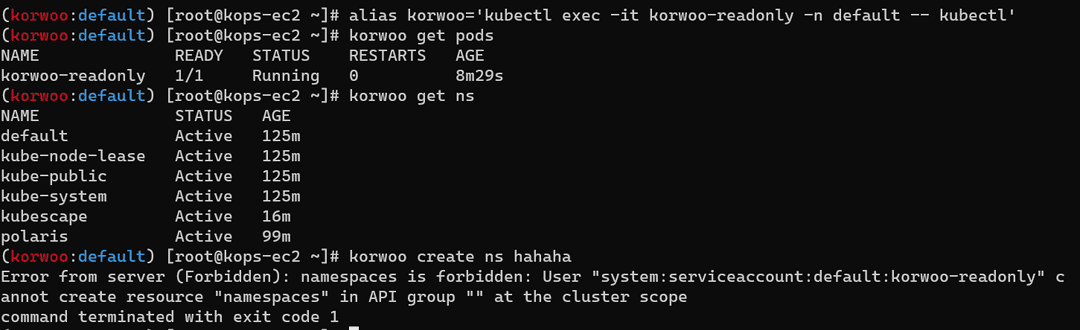 (korwoo:default) [root@kops-ec2 ~]# alias korwoo='kubectl exec -it korwoo-readonly -n default -- kubectl'
(korwoo:default) [root@kops-ec2 ~]# korwoo get pods
NAME READY STATUS RESTARTS AGE
korwoo-readonly 1/1 Running 0 8m29s
(korwoo:default) [root@kops-ec2 ~]# korwoo get ns
NAME STATUS AGE
default Active 125m
kube-node-lease Active 125m
kube-public Active 125m
kube-system Active 125m
kubescape Active 16m
polaris Active 99m
(korwoo:default) [root@kops-ec2 ~]# korwoo create ns hahaha
Error from server (Forbidden): namespaces is forbidden: User "system:serviceaccount:default:korwoo-readonly" c
annot create resource "namespaces" in API group "" at the cluster scope
command terminated with exit code 1